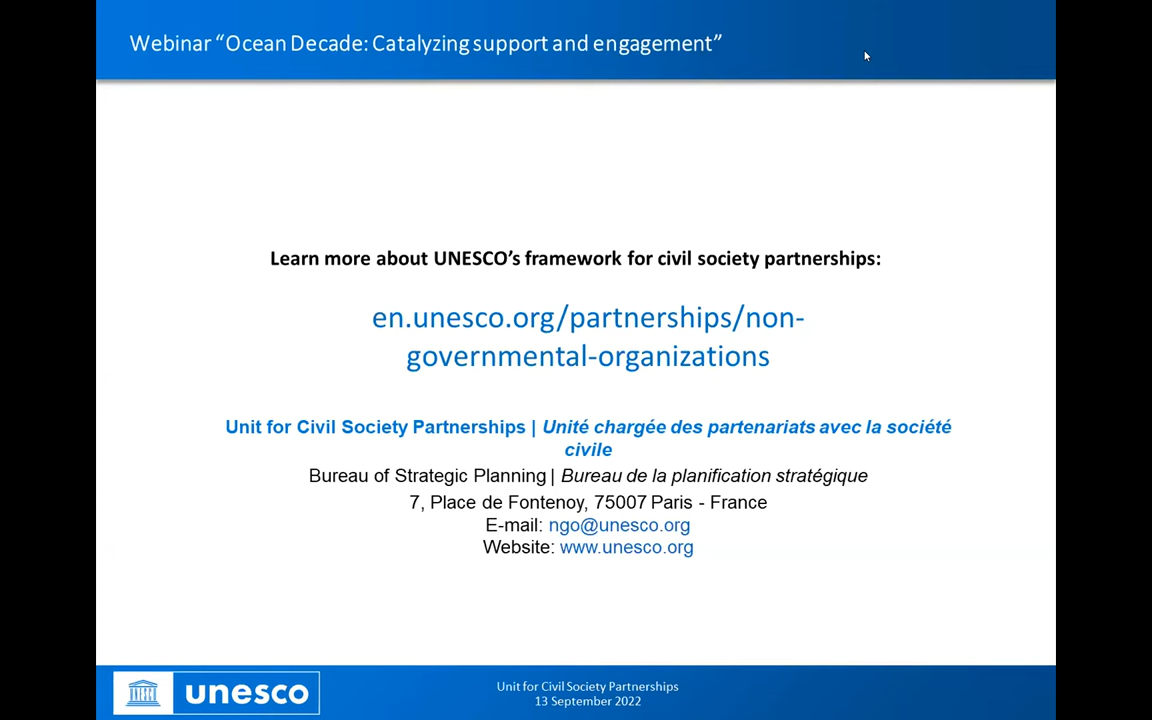 Webinar “Ocean Decade: Catalyzing support and engagement”
Learn more about UNESCO’s framework for civil society partnerships:
en.unesco.org/partnerships/non-
governmental-organizations
Unit for Civil Society Partnerships | Unité chargée des partenariats avec la société
civile
Bureau of Strategic Planning | Bureau de la planification stratégique
7, Place de Fontenoy, 75007 Paris - France
E-mail: ngo@unesco.org
Website: www.unesco.org
unesco
Unit for Civil Society Partnerships
13 September 2022